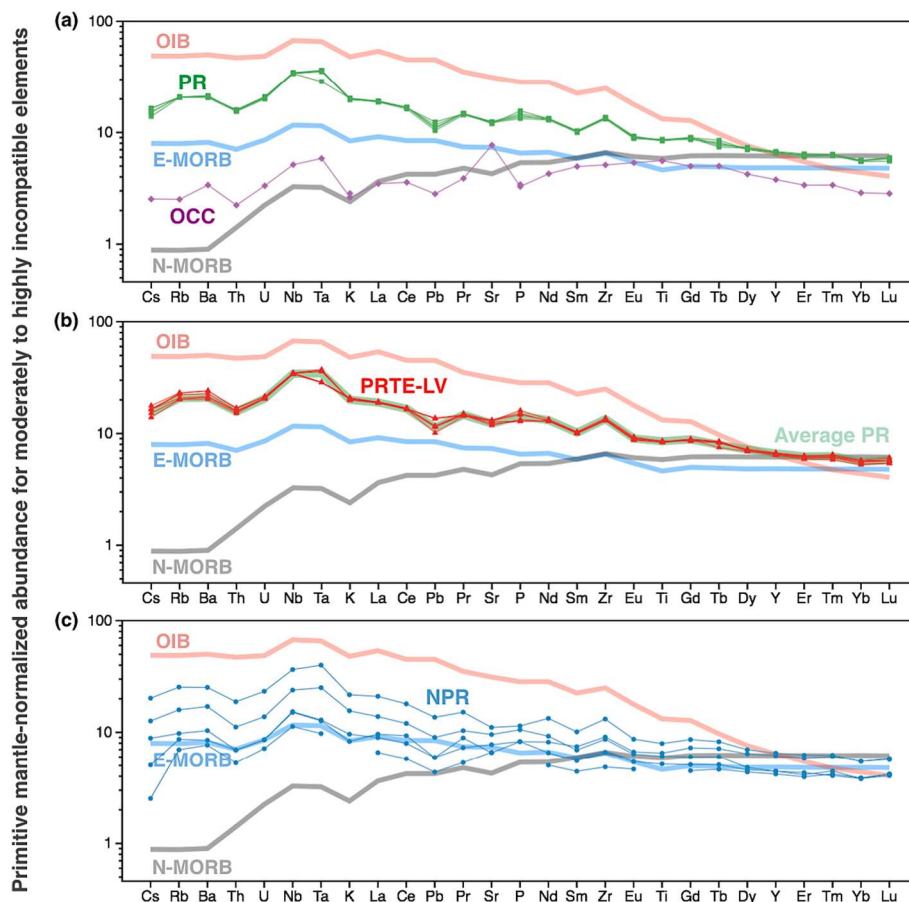 Primitive mantle-normalized abundance for moderately to highly incompatible elements
(a)
100
OIB
PR
10
E-MORB
OCC
1
N-MORB
Cs Rb Ba Th U Nb Ta K La Ce Pb Pr Sr P Nd Sm Zr Eu Ti Gd Tb Dy Y Er Tm Yb Lu
(b)
100
OIB
PRTE-LV
10
Average PR
E-MORB
1
N-MORB
Cs Rb Ba Th U Nb Ta K La Ce Pb Pr Sr P Nd Sm Zr Eu Ti Gd Tb Dy Y Er Tm Yb Lu
(c)
100
OIB
NPR
10
E-MORB
1
N-MORB
Cs Rb Ba Th U Nb Ta K La Ce Pb Pr Sr P Nd Sm Zr Eu Ti Gd Tb Dy Y Er Tm Yb Lu